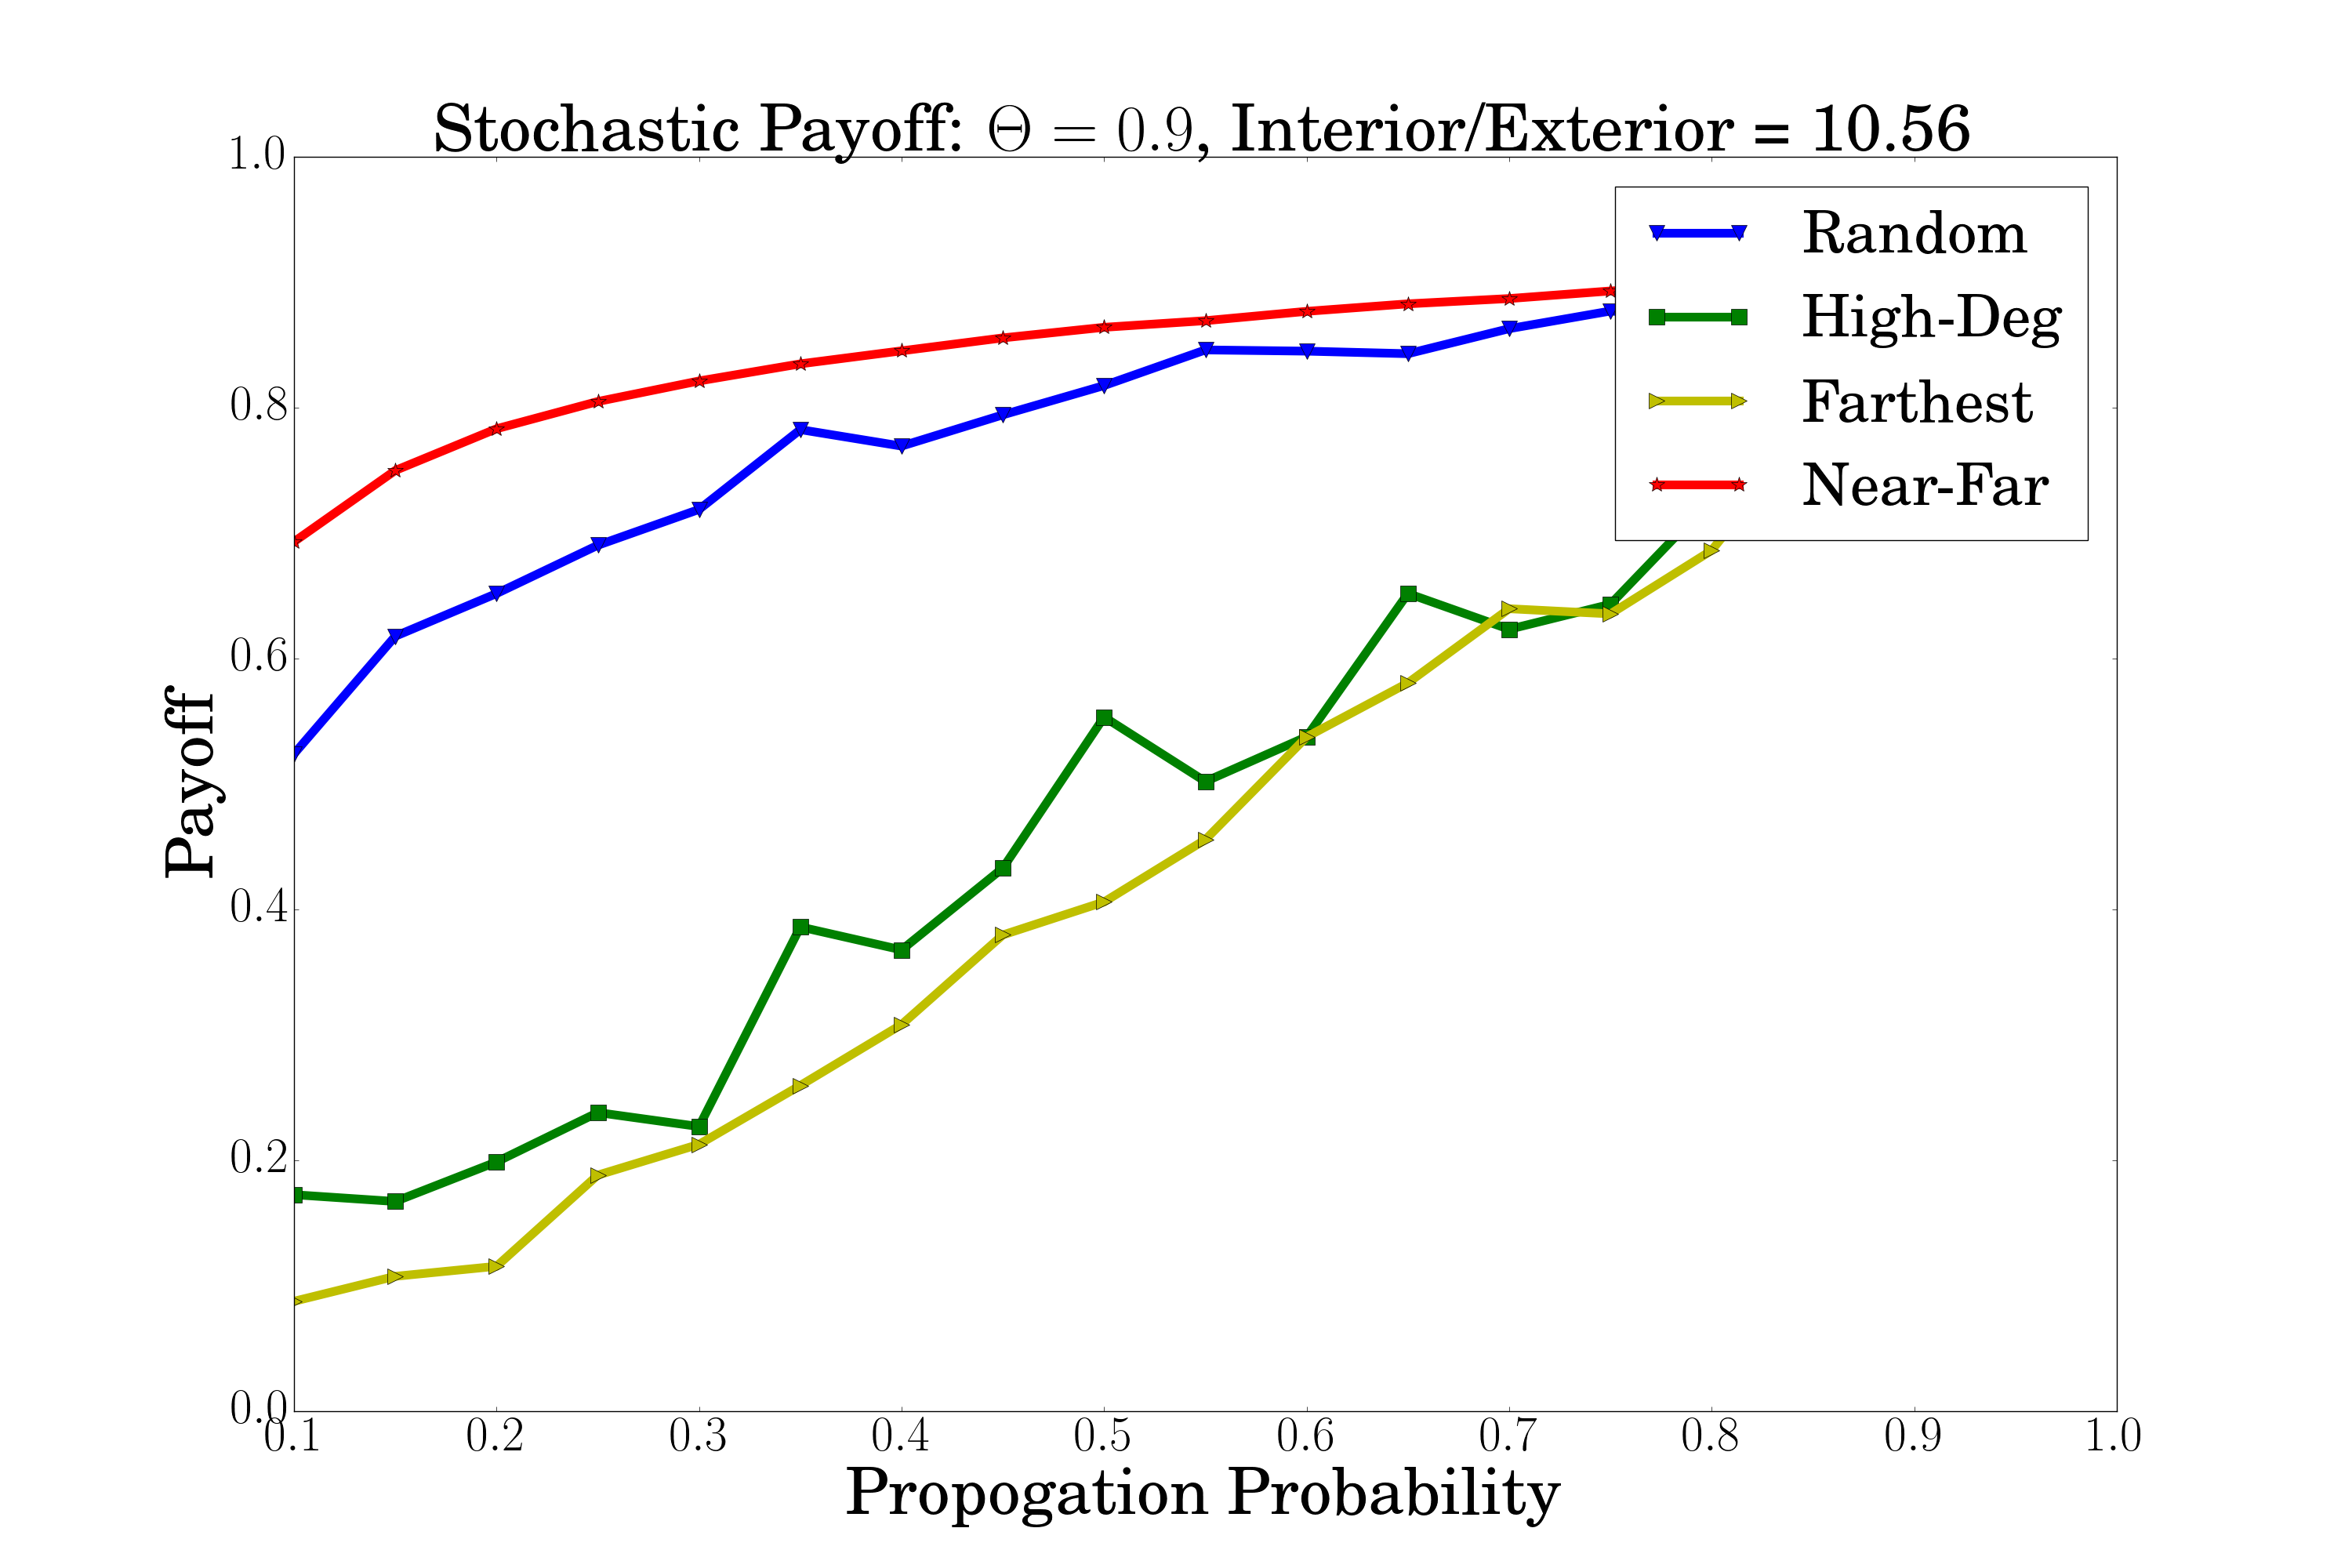 Stochastic Payoff: Θ = 0.9, Interior/Exterior = 10.56
1.0
0.8
0.6
0.4
0.2
0.0
Payoff
Random
High-Deg
Farthest
Near-Far
0.1 0.2 0.3 0.4 0.5 0.6 0.7 0.8 0.9 1.0
Propogation Probability